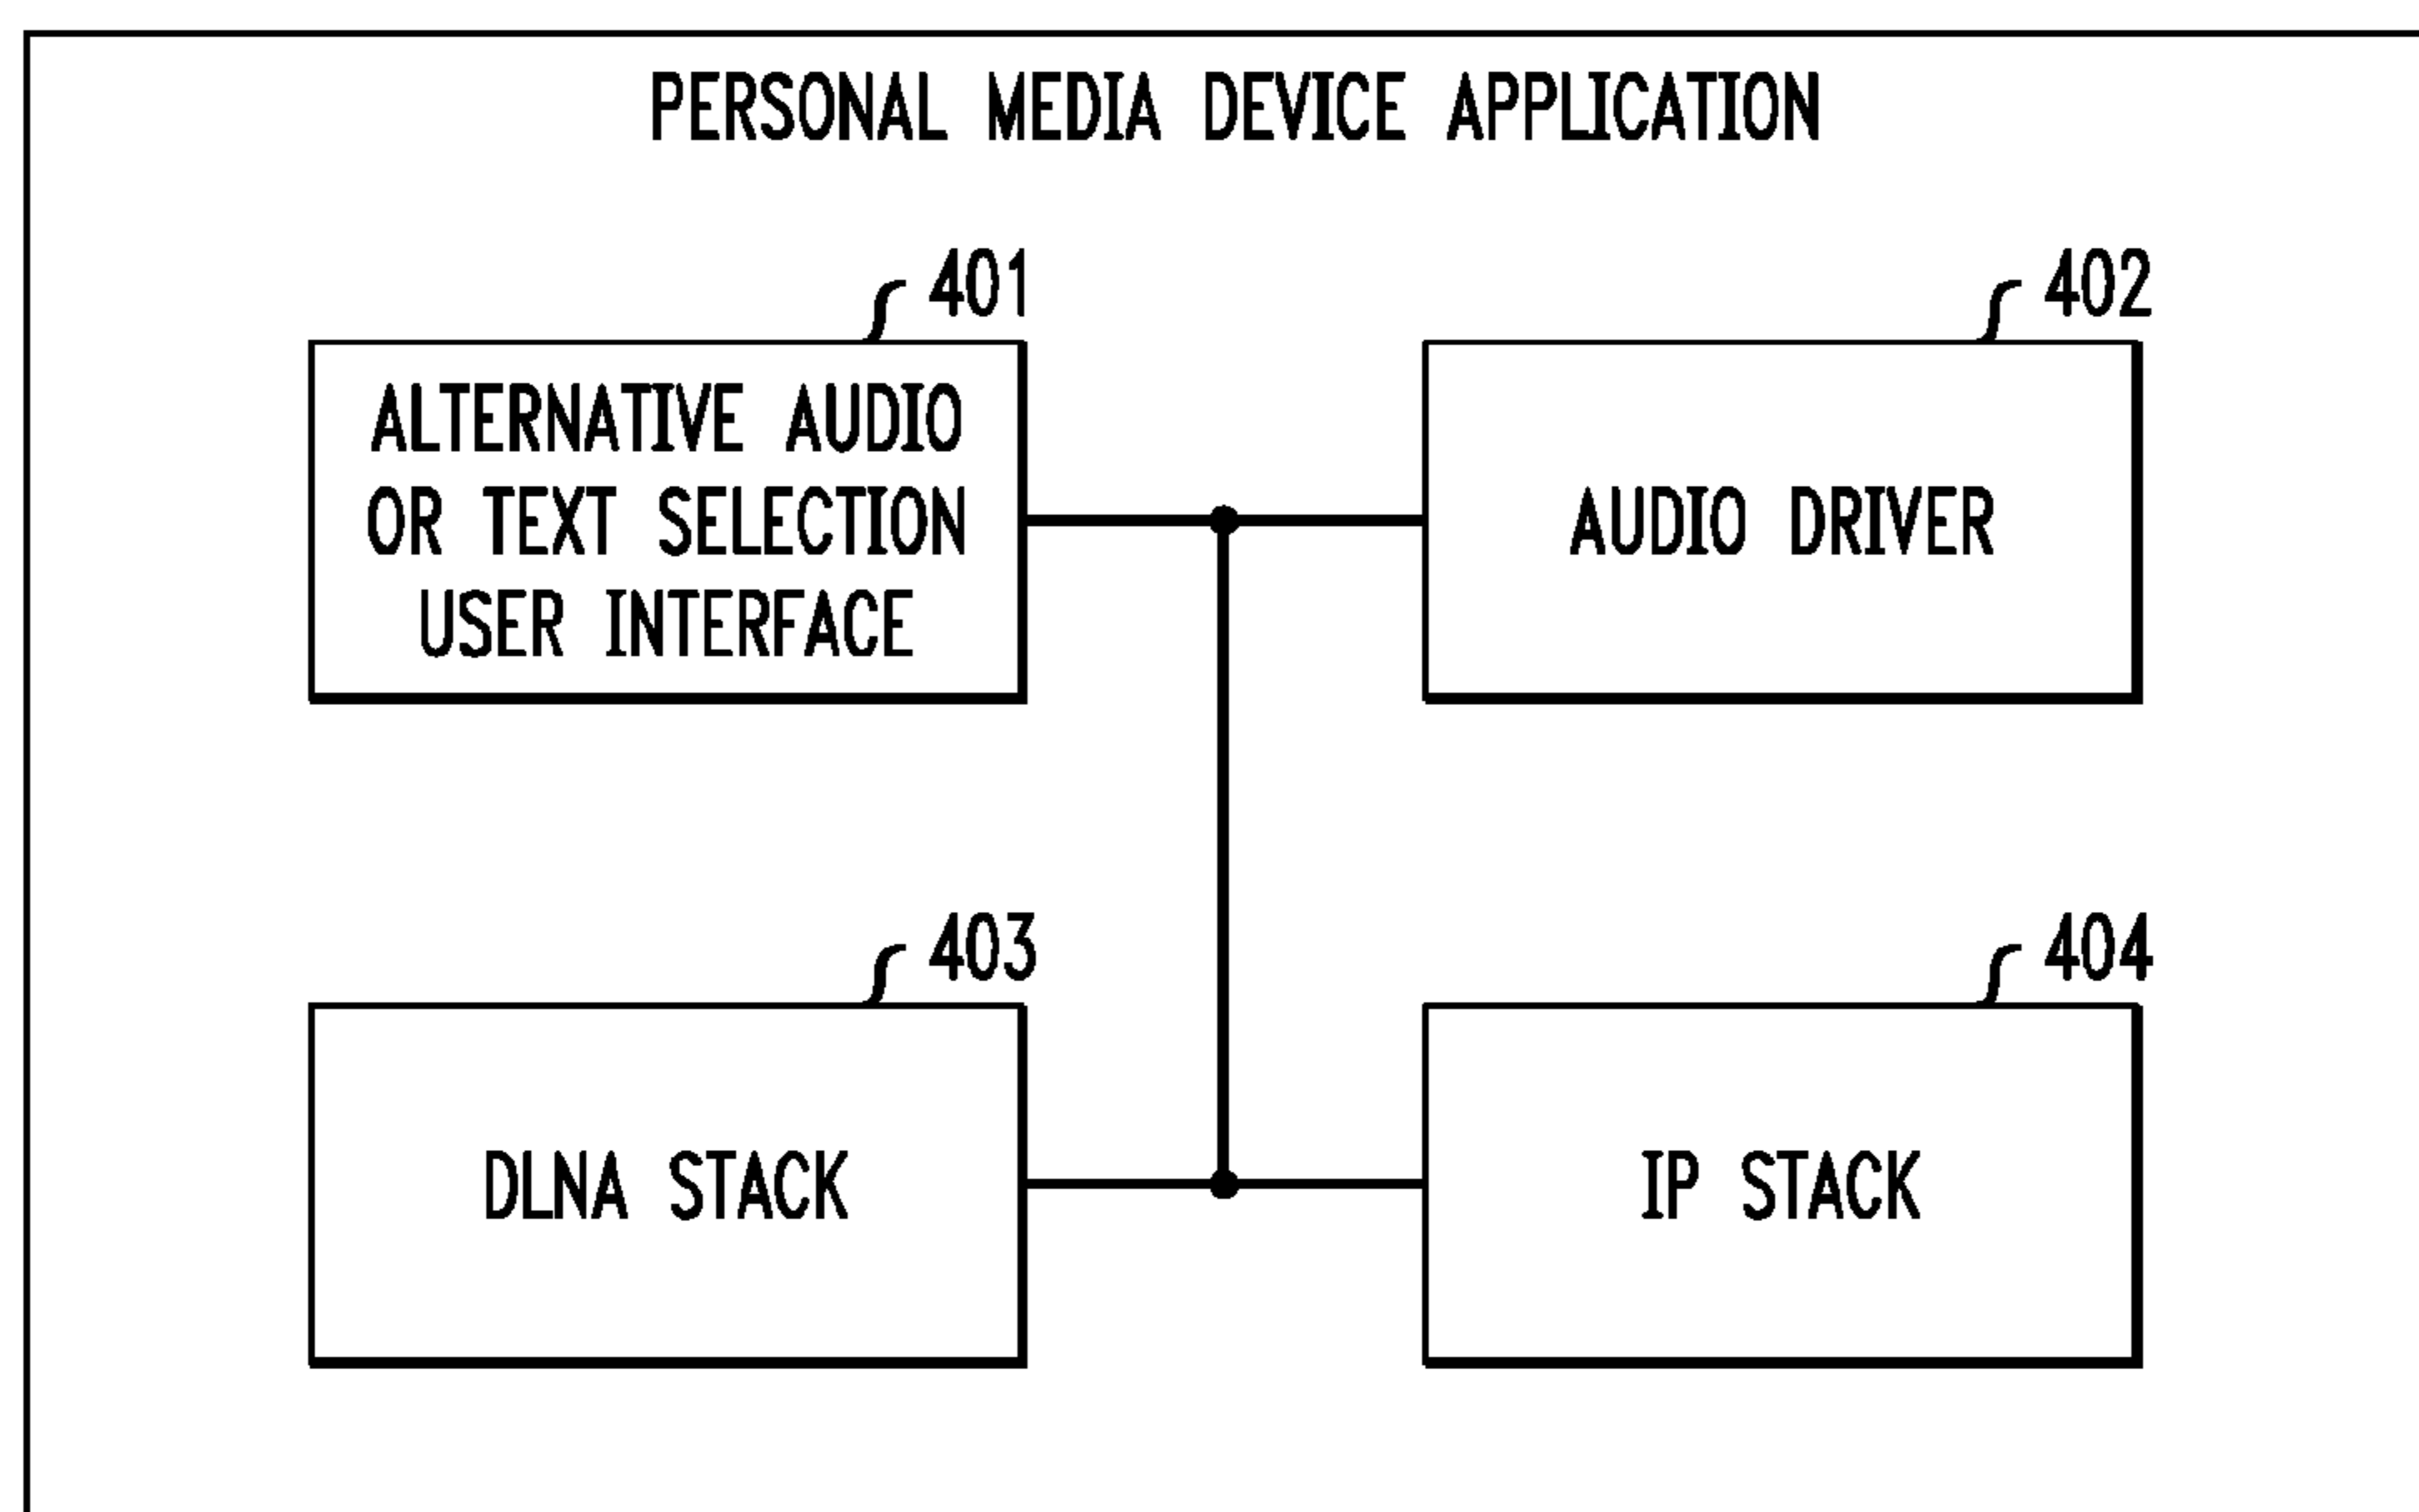 PERSONAL MEDIA DEVICE APPLICATION
401
402
ALTERNATIVE AUDIO
OR TEXT SELECTION
USER INTERFACE
AUDIO DRIVER
403
404
DLNA STACK
IP STACK